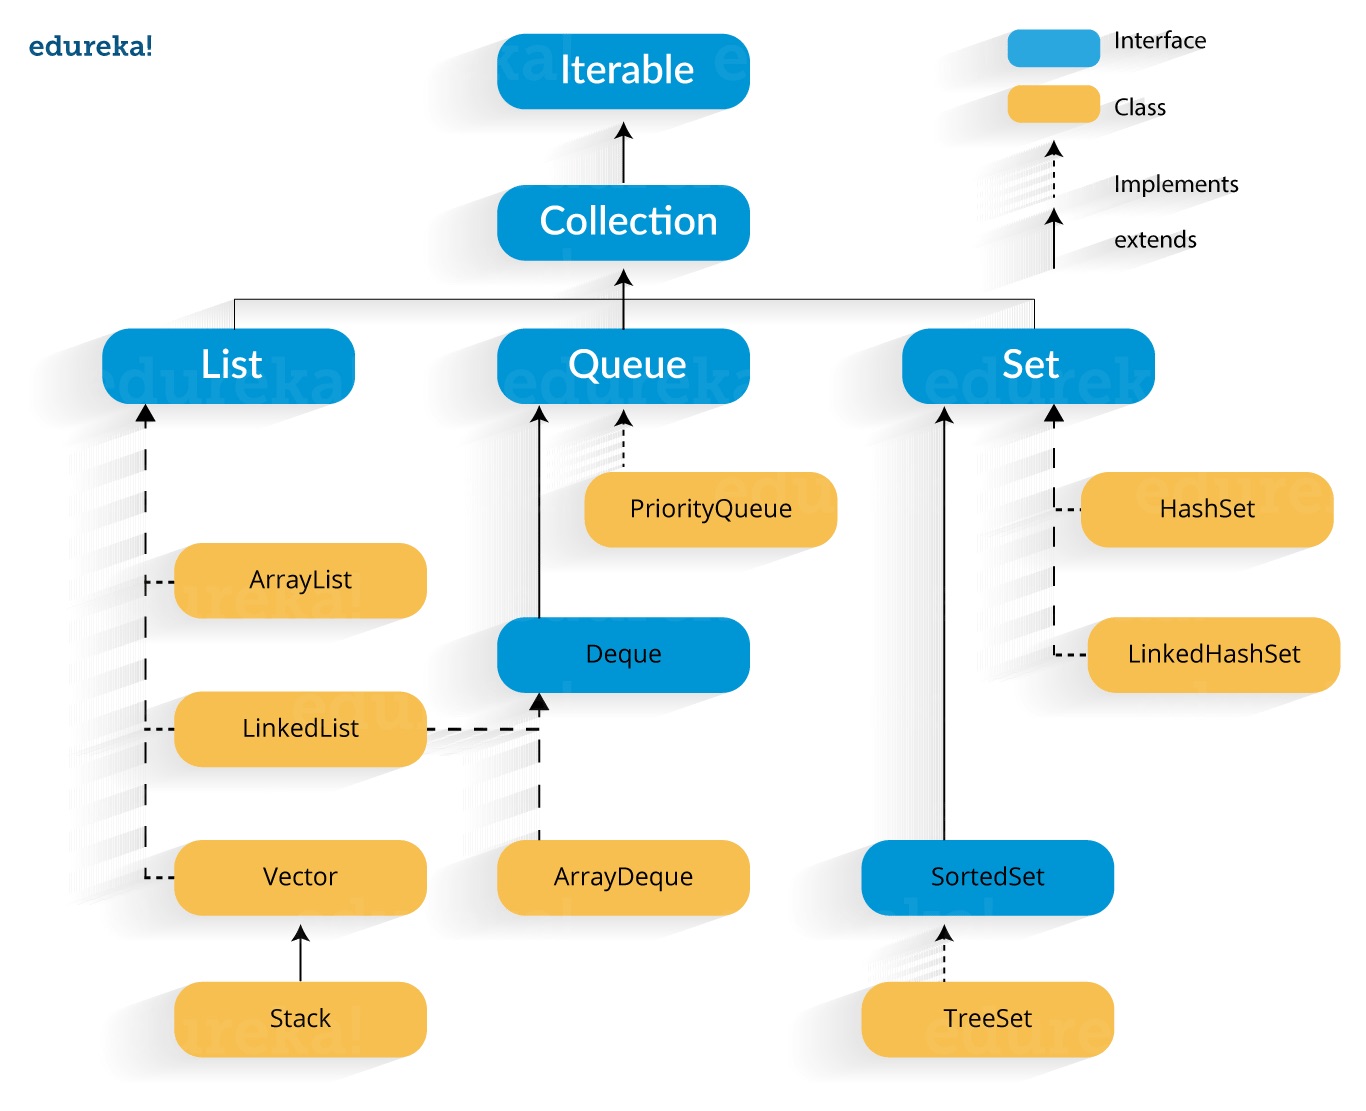 edureka!
Iterable
Interface
Class
Implements
extends
Collection
List
Queue
Set
PriorityQueue
HashSet
ArrayList
Deque
LinkedHashSet
LinkedList
Vector
ArrayDeque
SortedSet
Stack
TreeSet